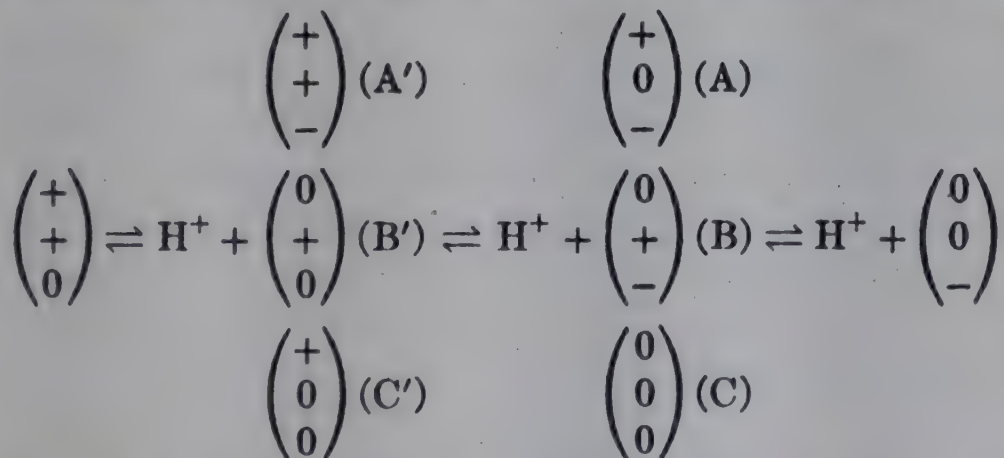 (+ + −) (A′) (+ 0 −) (A)
(+ + 0) ⇌ H⁺ + (0 + 0) (B′) ⇌ H⁺ + (0 + −) (B) ⇌ H⁺ + (0 0 −)
(+ 0 0) (C′) (0 0 0) (C)